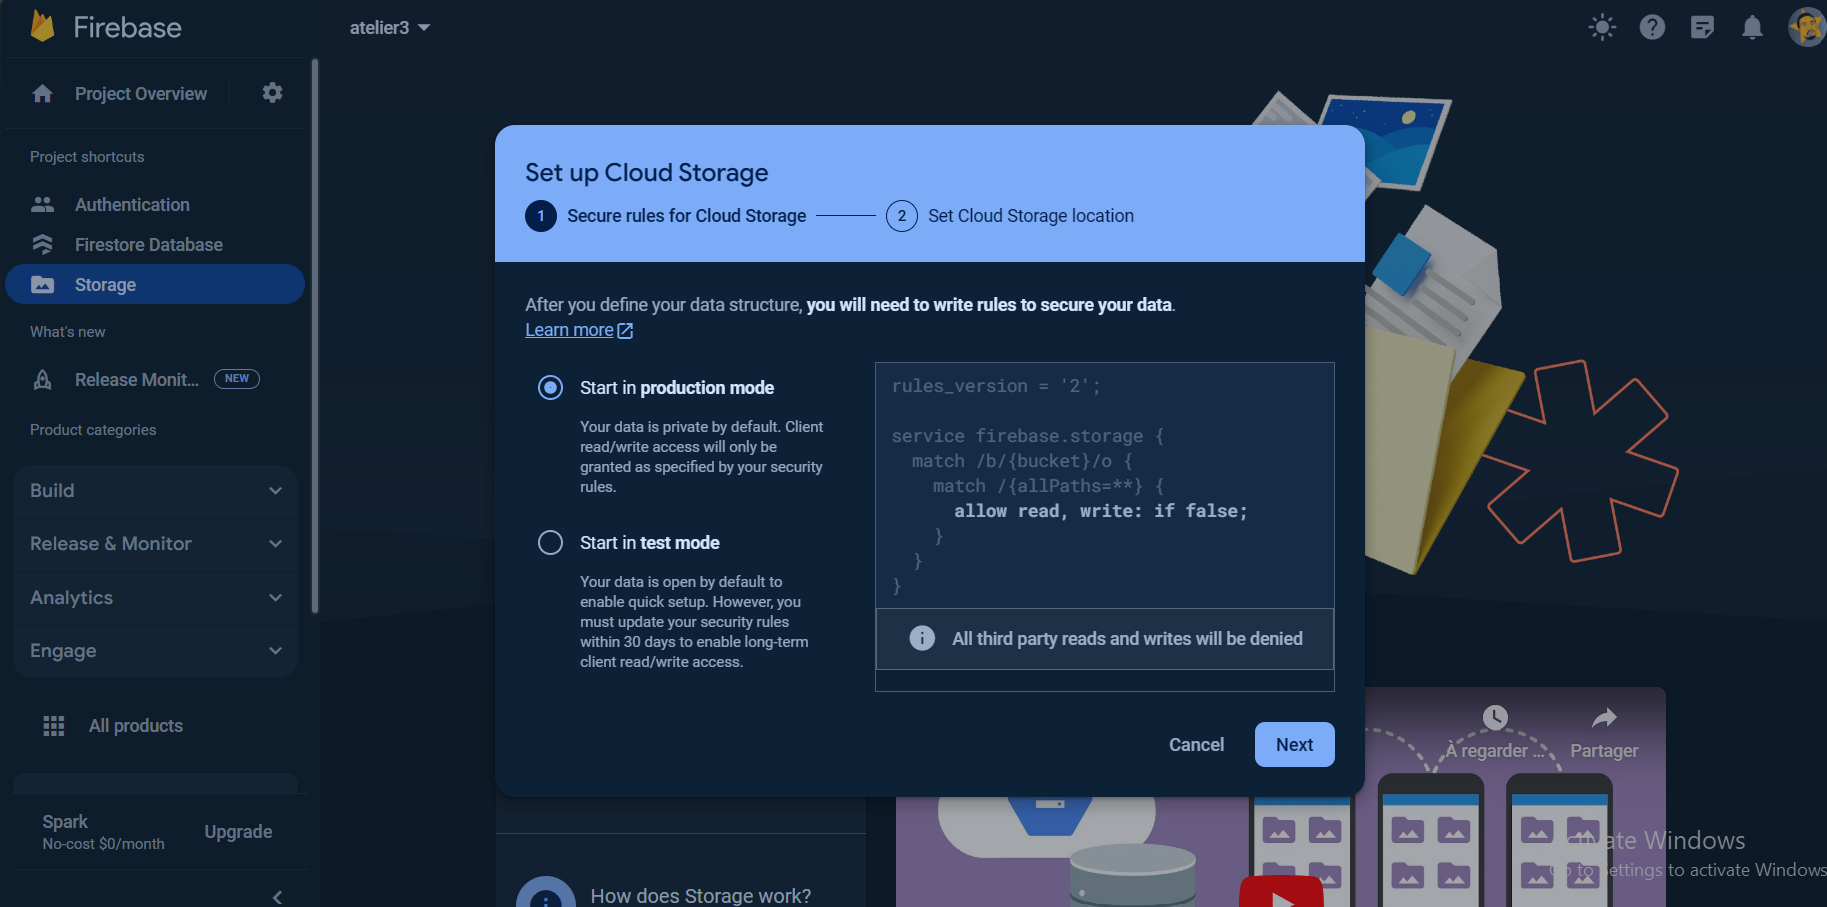 Firebase
atelier3
Project Overview
Project shortcuts
Authentication
Firestore Database
Storage
What's new
Release Monit... NEW
Product categories
Build
Release & Monitor
Analytics
Engage
All products
Spark
No-cost $0/month
Upgrade
Set up Cloud Storage
1 Secure rules for Cloud Storage
2 Set Cloud Storage location
After you define your data structure, you will need to write rules to secure your data.
Learn more
Start in production mode
Your data is private by default. Client
read/write access will only be
granted as specified by your security
rules.
Start in test mode
Your data is open by default to
enable quick setup. However, you
must update your security rules
within 30 days to enable long-term
client read/write access.
rules_version = '2';
service firebase.storage {
match /b/{bucket}/o {
match /{allPaths=**} {
allow read, write: if false;
}
}
}
All third party reads and writes will be denied
Cancel
Next
À regarder ...
Partager
How does Storage work?
Activate Windows
Go to Settings to activate Windows